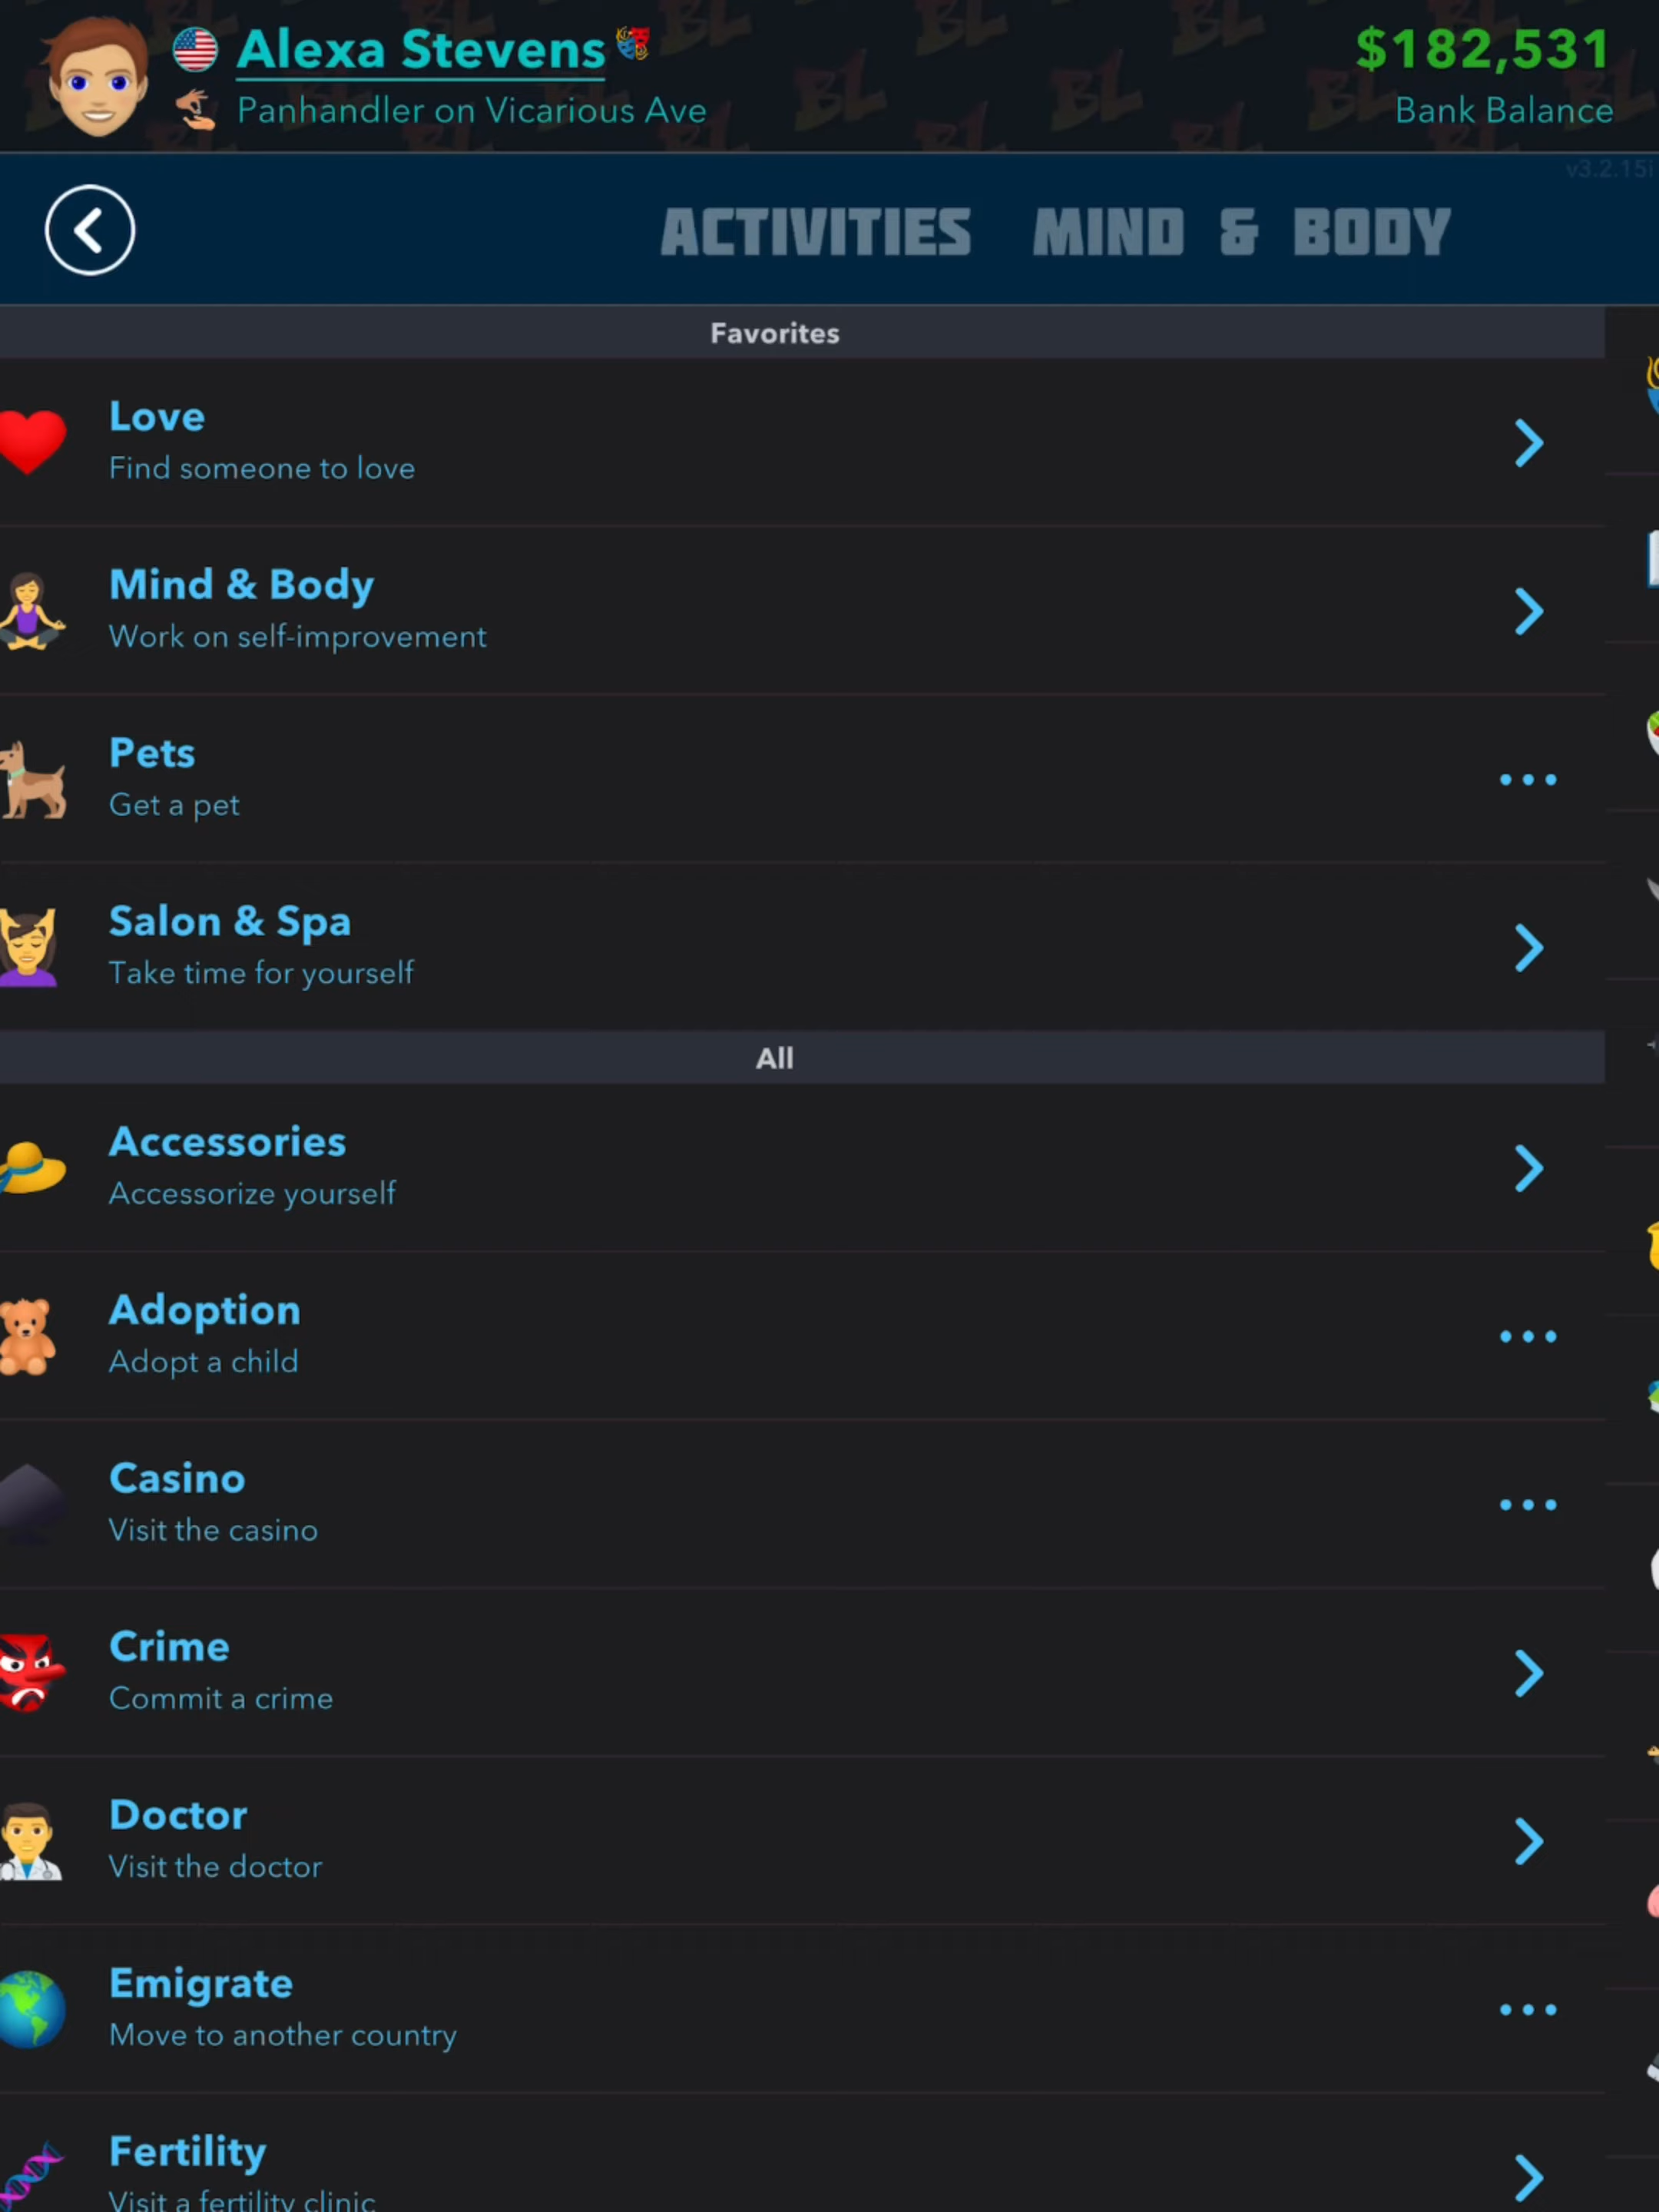 Alexa Stevens
$182,531
Panhandler on Vicarious Ave
Bank Balance
v3.2.15i
ACTIVITIES MIND & BODY
Favorites
Love
Find someone to love
Mind & Body
Work on self-improvement
Pets
Get a pet
Salon & Spa
Take time for yourself
All
Accessories
Accessorize yourself
Adoption
Adopt a child
Casino
Visit the casino
Crime
Commit a crime
Doctor
Visit the doctor
Emigrate
Move to another country
Fertility
Visit a fertility clinic